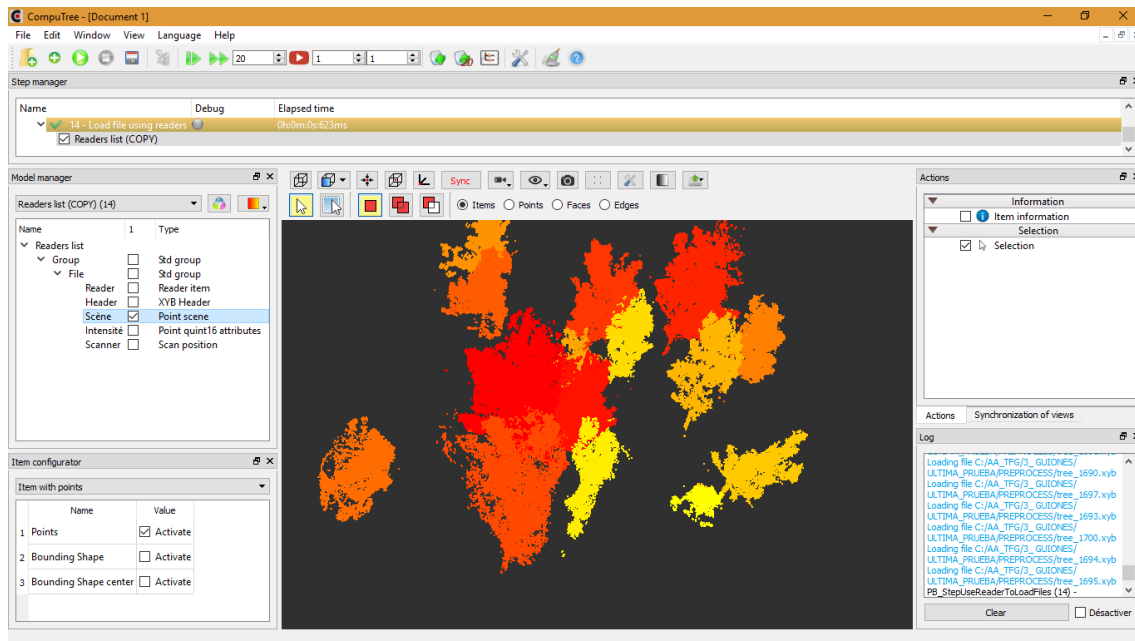 CompuTree - [Document 1]
File Edit Window View Language Help
20 1 1
Step manager
Name Debug Elapsed time
14 - Load file using readers 0h:0m:0s:623ms
Readers list (COPY)
Model manager
Readers list (COPY) (14)
Name 1 Type
Readers list
Group Std group
File Std group
Reader Reader item
Header XYB Header
Scène Point scene
Intensité Point quint16 attributes
Scanner Scan position
Item configurator
Item with points
Name Value
1 Points Activate
2 Bounding Shape Activate
3 Bounding Shape center Activate
Sync
Items Points Faces Edges
Actions
Information
Item information
Selection
Selection
Actions Synchronization of views
Log
Loading file C:/AA_TFG/3_GUIONES/
ULTIMA_PRUEBA/PREPROCESS/tree_1690.xyb
Loading file C:/AA_TFG/3_GUIONES/
ULTIMA_PRUEBA/PREPROCESS/tree_1697.xyb
Loading file C:/AA_TFG/3_GUIONES/
ULTIMA_PRUEBA/PREPROCESS/tree_1693.xyb
Loading file C:/AA_TFG/3_GUIONES/
ULTIMA_PRUEBA/PREPROCESS/tree_1700.xyb
Loading file C:/AA_TFG/3_GUIONES/
ULTIMA_PRUEBA/PREPROCESS/tree_1694.xyb
Loading file C:/AA_TFG/3_GUIONES/
ULTIMA_PRUEBA/PREPROCESS/tree_1695.xyb
PB_StepUseReaderToLoadFiles (14) -
Clear Désactiver